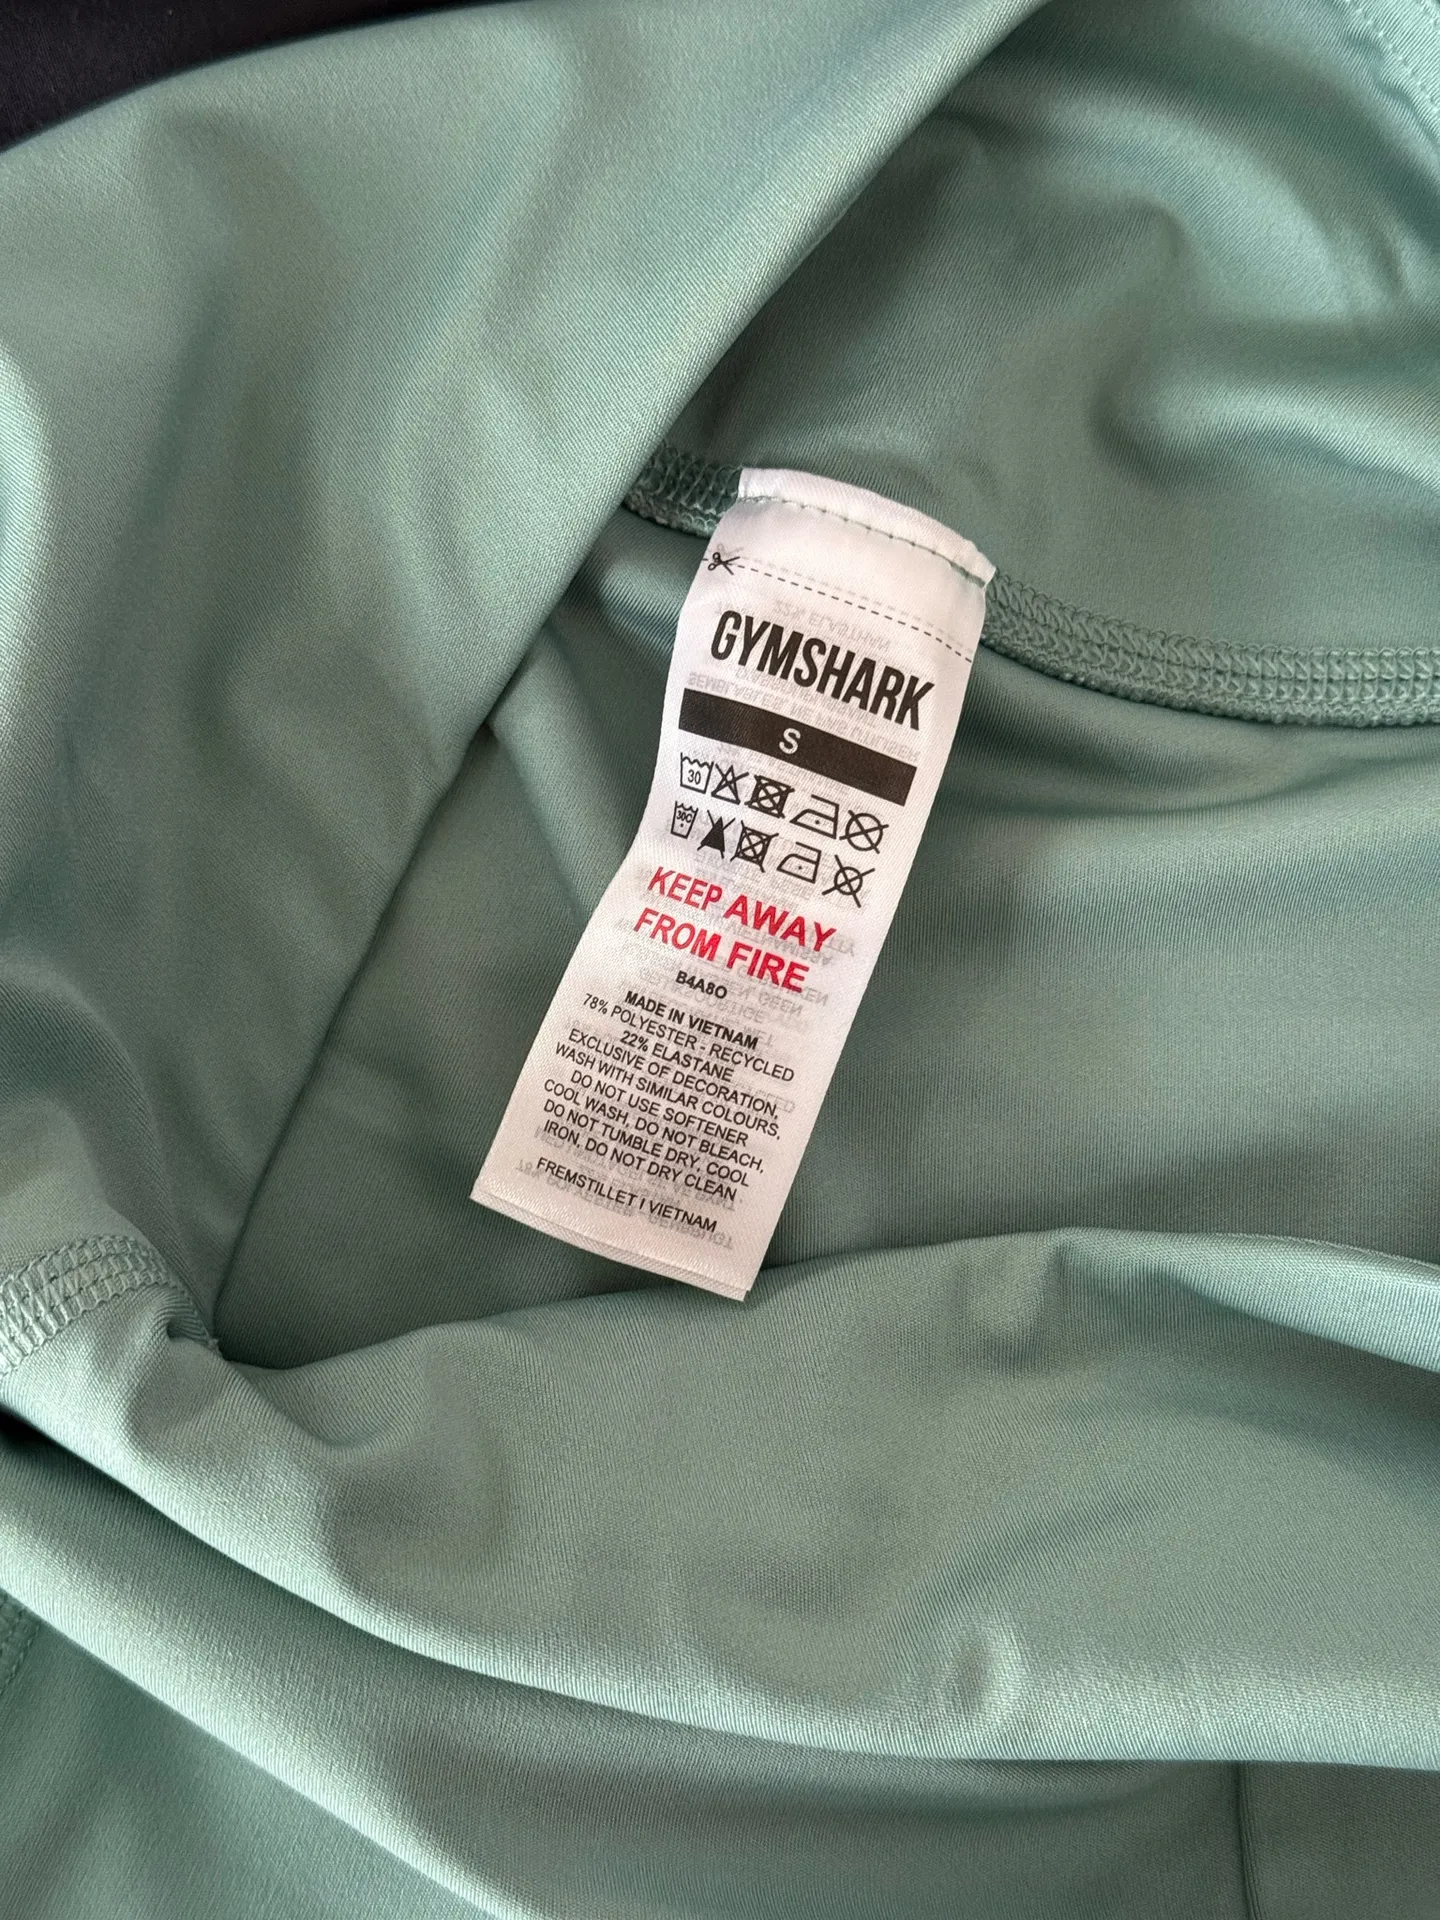 GYMSHARK
S
30
30C
KEEP AWAY
FROM FIRE
B4A8O
MADE IN VIETNAM
78% POLYESTER - RECYCLED
22% ELASTANE
EXCLUSIVE OF DECORATION,
WASH WITH SIMILAR COLOURS,
DO NOT USE SOFTENER
COOL WASH, DO NOT BLEACH,
DO NOT TUMBLE DRY, COOL
IRON, DO NOT DRY CLEAN
FREMSTILLET I VIETNAM